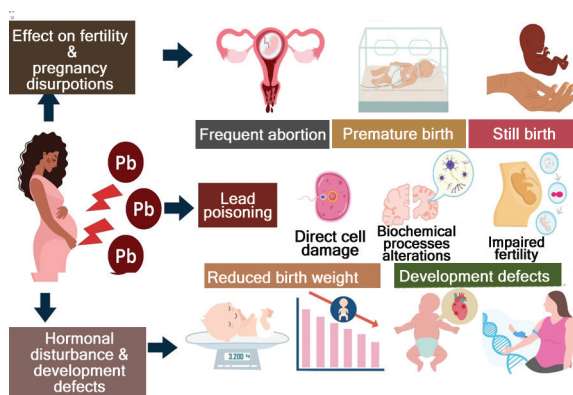 Effect on fertility
&
pregnancy
disurpotions
Frequent abortion
Premature birth
Still birth
Pb
Pb
Pb
Lead
poisoning
Direct cell
damage
Biochemical
processes
alterations
Impaired
fertility
Reduced birth weight
Development defects
Hormonal
disturbance &
development
defects
3.200 kg